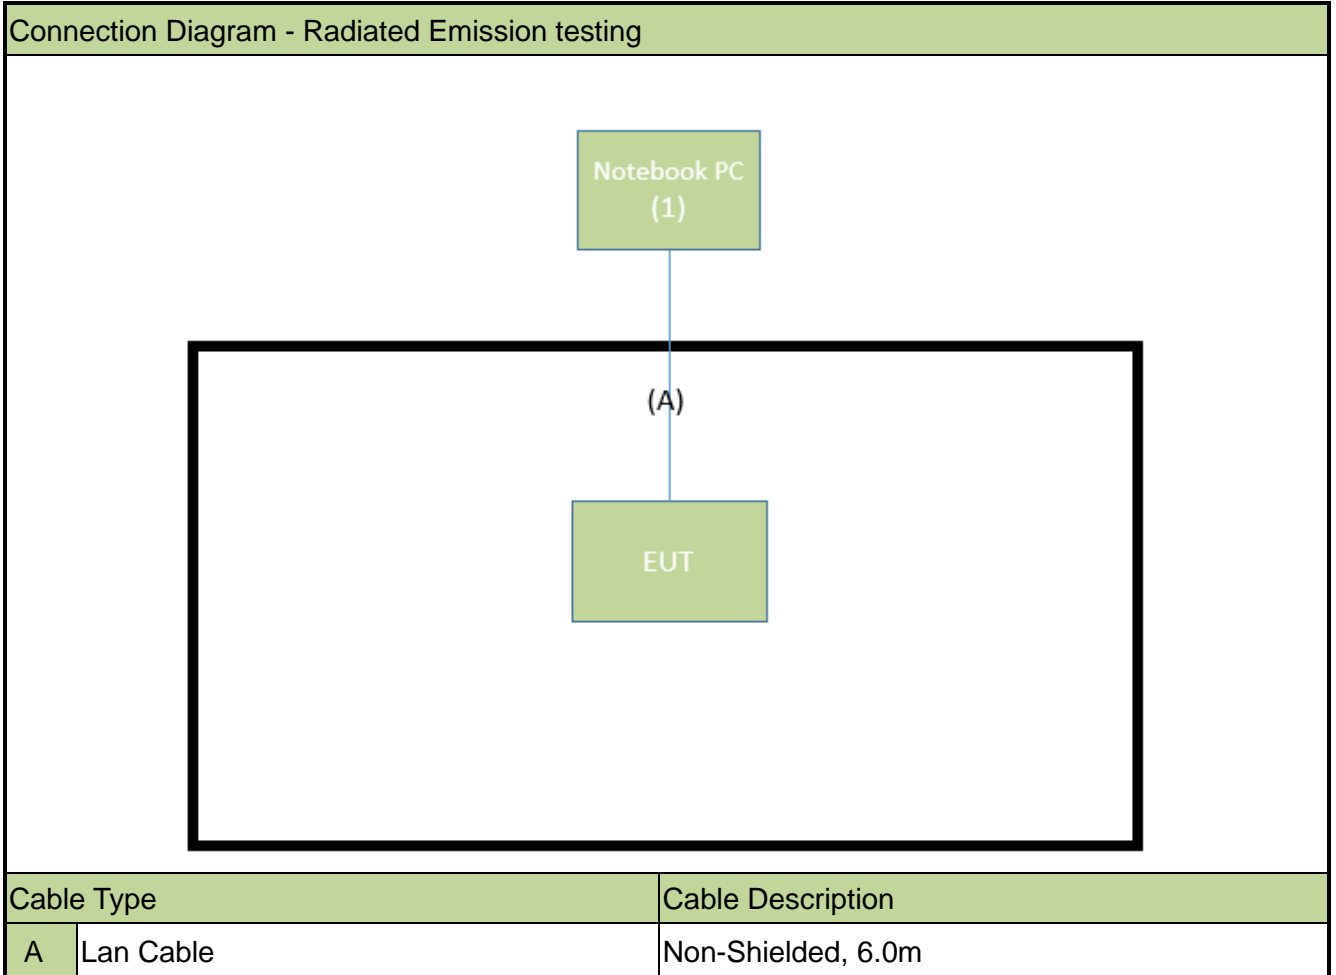 Connection Diagram - Radiated Emission testing
Notebook PC
(1)
(A)
EUT
Cable Type Cable Description
A Lan Cable Non-Shielded, 6.0m